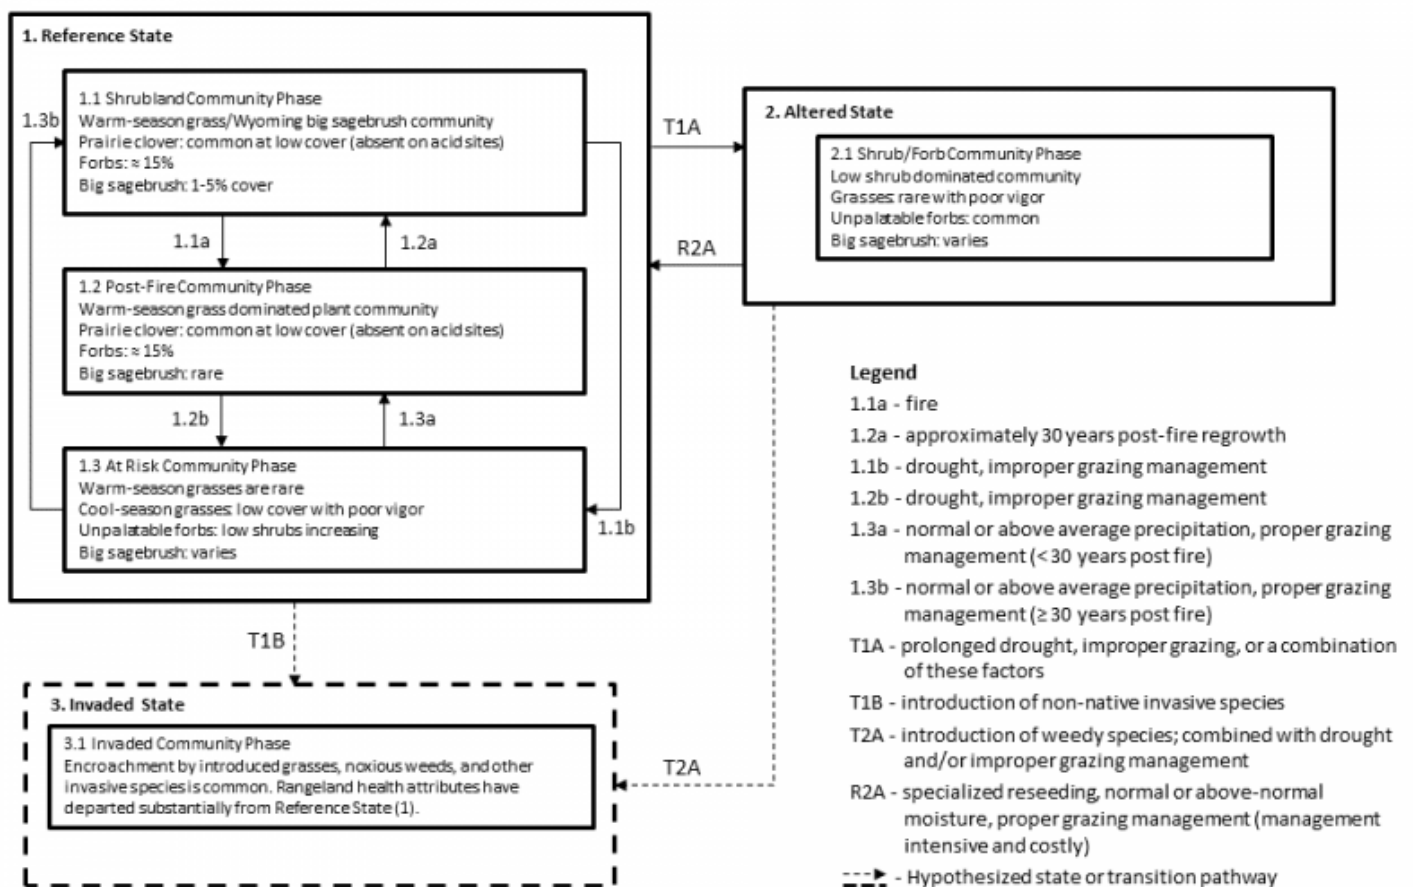 1. Reference State
1.1 Shrubland Community Phase
Warm-season grass/Wyoming big sagebrush community
Prairie clover: common at low cover (absent on acid sites)
Forbs: ≈ 15%
Big sagebrush: 1-5% cover
1.3b
1.1a
1.2a
1.2 Post-Fire Community Phase
Warm-season grass dominated plant community
Prairie clover: common at low cover (absent on acid sites)
Forbs: ≈ 15%
Big sagebrush: rare
1.2b
1.3a
1.3 At Risk Community Phase
Warm-season grasses are rare
Cool-season grasses: low cover with poor vigor
Unpalatable forbs: low shrubs increasing
Big sagebrush: varies
1.1b
T1A
R2A
2. Altered State
2.1 Shrub/Forb Community Phase
Low shrub dominated community
Grasses: rare with poor vigor
Unpalatable forbs: common
Big sagebrush: varies
T1B
3. Invaded State
3.1 Invaded Community Phase
Encroachment by introduced grasses, noxious weeds, and other
invasive species is common. Rangeland health attributes have
departed substantially from Reference State (1).
T2A
Legend
1.1a - fire
1.2a - approximately 30 years post-fire regrowth
1.1b - drought, improper grazing management
1.2b - drought, improper grazing management
1.3a - normal or above average precipitation, proper grazing
management (< 30 years post fire)
1.3b - normal or above average precipitation, proper grazing
management (≥ 30 years post fire)
T1A - prolonged drought, improper grazing, or a combination
of these factors
T1B - introduction of non-native invasive species
T2A - introduction of weedy species; combined with drought
and/or improper grazing management
R2A - specialized reseeding, normal or above-normal
moisture, proper grazing management (management
intensive and costly)
- Hypothesized state or transition pathway